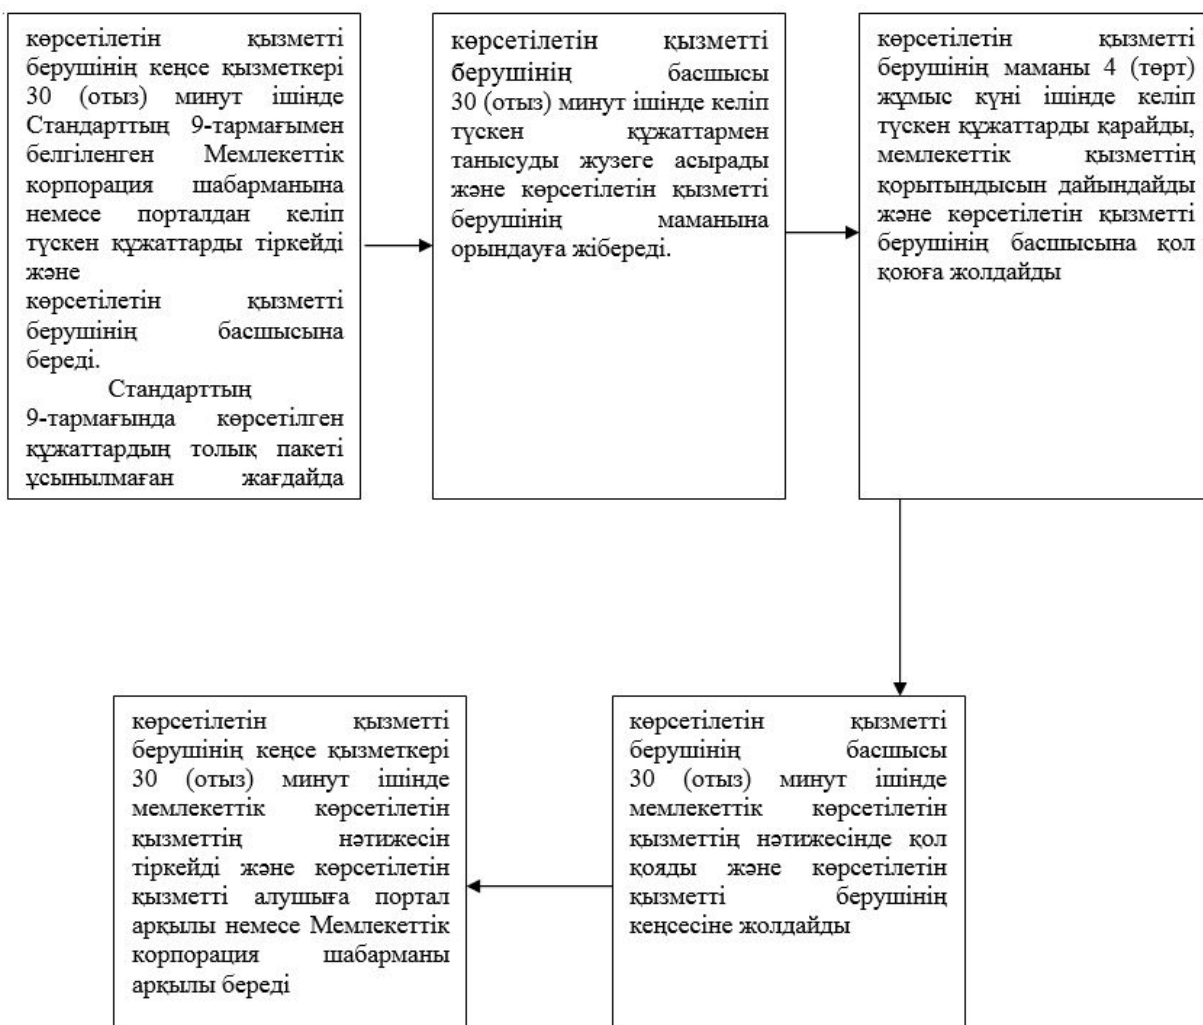 көрсетілетін қызметті
берушінің кеңсе қызметкері
30 (отыз) минут ішінде
Стандарттың 9-тармағымен
белгіленген Мемлекеттік
корпорация шабарманына
немесе порталдан келіп
түскен құжаттарды тіркейді
және
көрсетілетін қызметті
берушінің басшысына
береді.
Стандарттың
9-тармағында көрсетілген
құжаттардың толық пакеті
ұсынылмаған жағдайда
көрсетілетін қызметті
берушінің басшысы
30 (отыз) минут ішінде келіп
түскен құжаттармен
танысуды жузеге асырады
және көрсетілетін қызметті
берушінің маманына
орындауға жібереді.
көрсетілетін қызметті
берушінің маманы 4 (төрт)
жұмыс күні ішінде келіп
түскен құжаттарды қарайды,
мемлекеттік қызметтің
қорытындысын дайындайды
және көрсетілетін қызметті
берушінің басшысына қол
қоюға жолдайды
көрсетілетін қызметті
берушінің басшысы
30 (отыз) минут ішінде
мемлекеттік көрсетілетін
қызметтің нәтижесінде қол
қояды және көрсетілетін
қызметті берушінің
кеңсесіне жолдайды
көрсетілетін қызметті
берушінің кеңсе қызметкері
30 (отыз) минут ішінде
мемлекеттік көрсетілетін
қызметтің нәтижесін
тіркейді және көрсетілетін
қызметті алушыға портал
арқылы немесе Мемлекеттік
корпорация шабарманы
арқылы береді